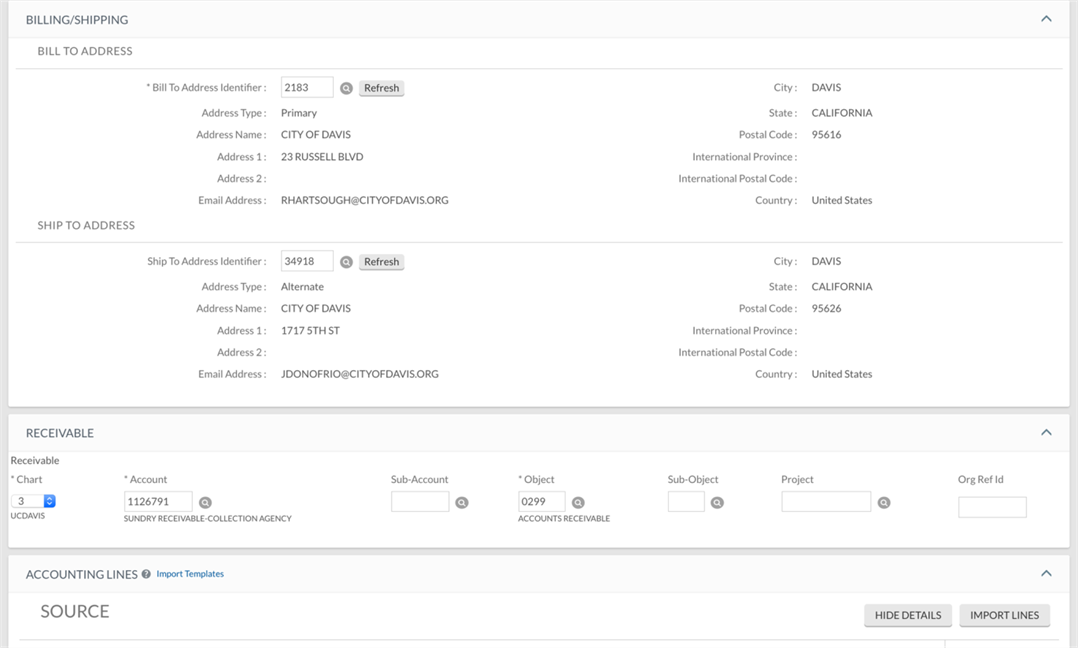 BILLING/SHIPPING
BILL TO ADDRESS
* Bill To Address Identifier : 2183 Refresh City : DAVIS
Address Type : Primary State : CALIFORNIA
Address Name : CITY OF DAVIS Postal Code : 95616
Address 1 : 23 RUSSELL BLVD International Province :
Address 2 : International Postal Code :
Email Address : RHARTSOUGH@CITYOFDAVIS.ORG Country : United States
SHIP TO ADDRESS
Ship To Address Identifier : 34918 Refresh City : DAVIS
Address Type : Alternate State : CALIFORNIA
Address Name : CITY OF DAVIS Postal Code : 95626
Address 1 : 1717 5TH ST International Province :
Address 2 : International Postal Code :
Email Address : JDONOFRIO@CITYOFDAVIS.ORG Country : United States
RECEIVABLE
Receivable
* Chart * Account Sub-Account * Object Sub-Object Project Org Ref Id
3 1126791 0299
UCDAVIS SUNDRY RECEIVABLE-COLLECTION AGENCY ACCOUNTS RECEIVABLE
ACCOUNTING LINES ? Import Templates
SOURCE HIDE DETAILS IMPORT LINES